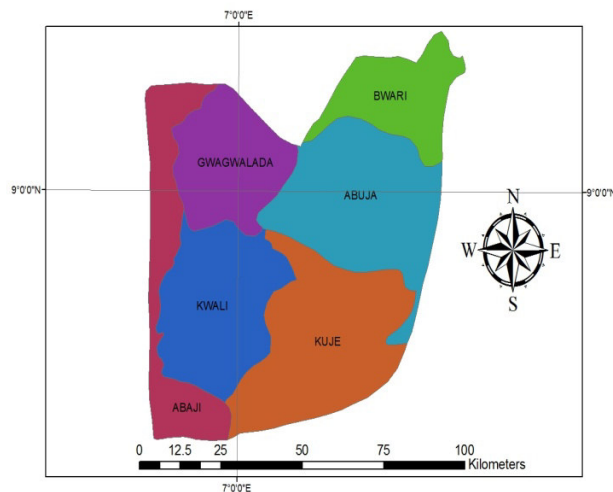 7°0'0"E
BWARI
GWAGWALADA
9°0'0"N
ABUJA
9°0'0"N
N
W E
S
KWALI
KUJE
ABAJI
0 12.5 25 50 75 100
Kilometers
7°0'0"E